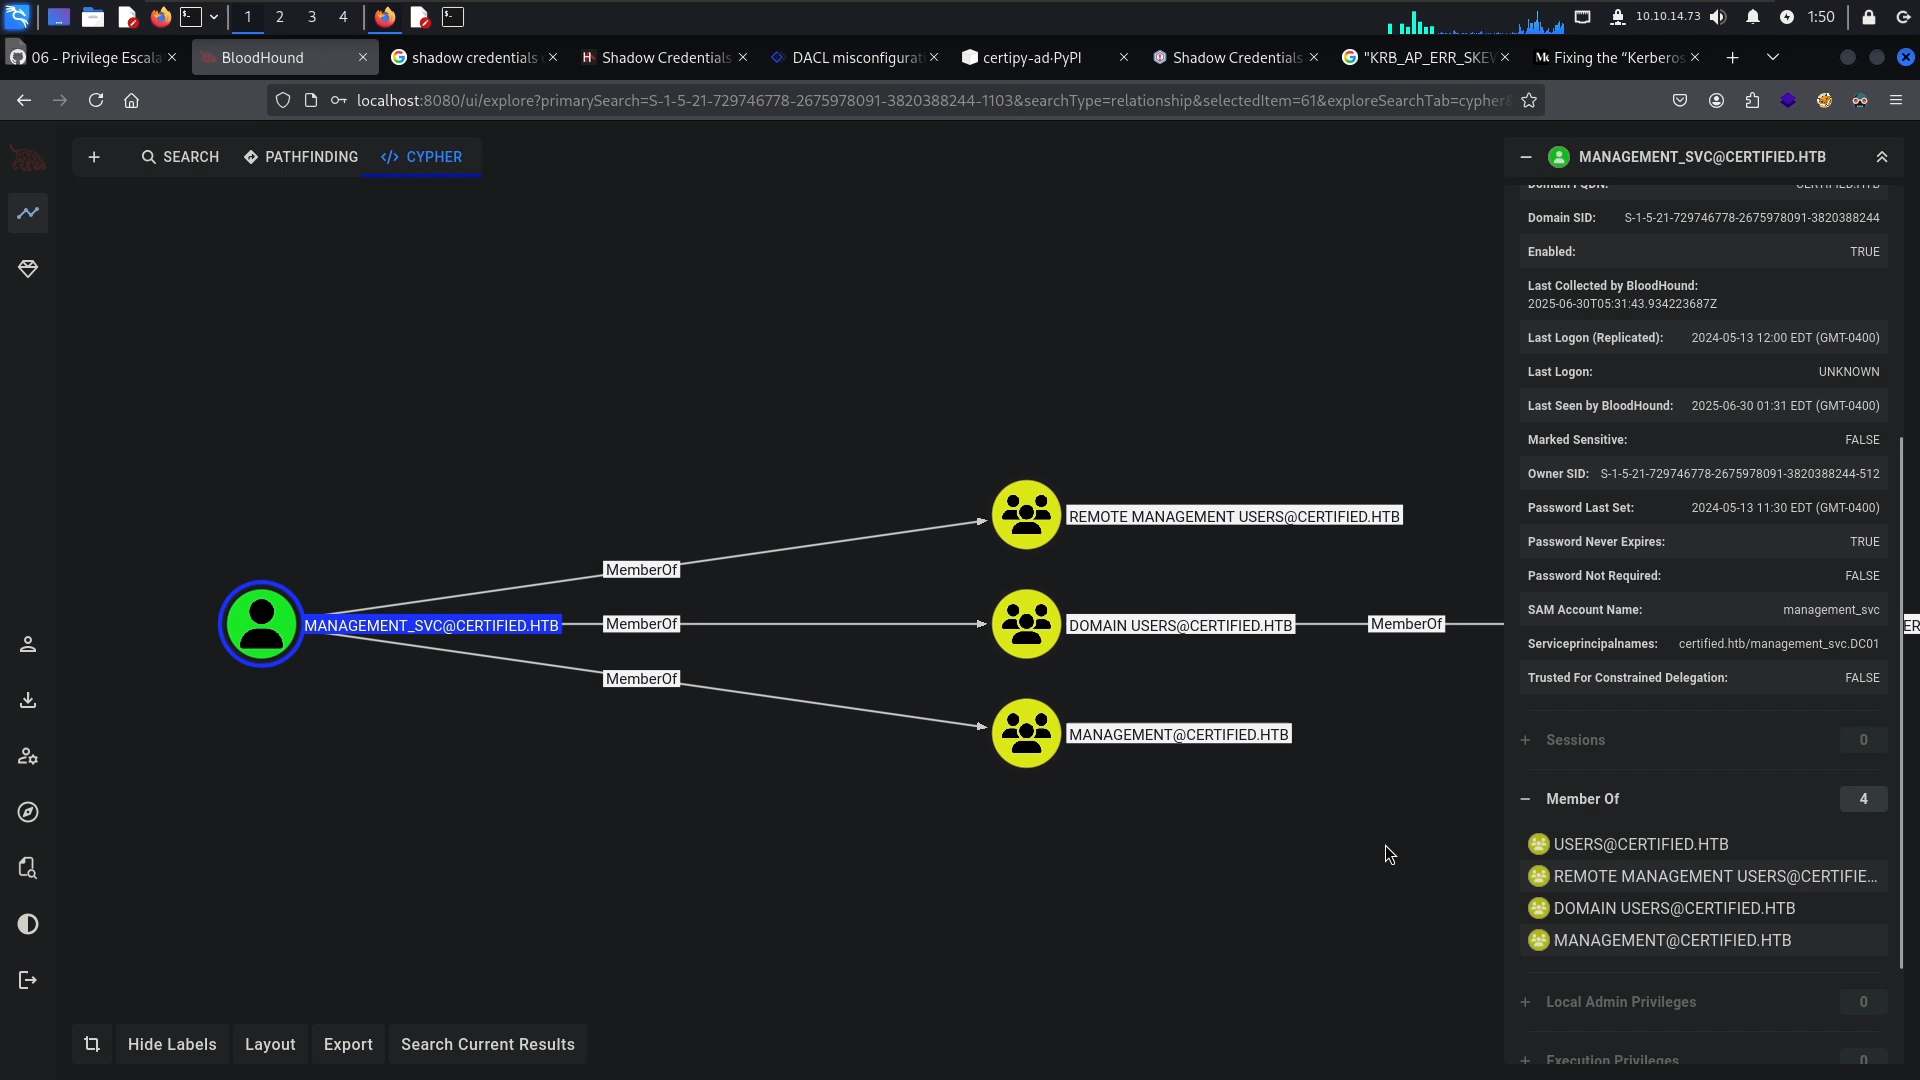 1
2
3
4
10.10.14.73
1:50
06 - Privilege Escala
BloodHound
shadow credentials
Shadow Credentials
DACL misconfigurat
certipy-ad·PyPI
Shadow Credentials
"KRB_AP_ERR_SKEW
Fixing the “Kerberos
localhost:8080/ui/explore?primarySearch=S-1-5-21-729746778-2675978091-3820388244-1103&searchType=relationship&selectedItem=61&exploreSearchTab=cypher&
SEARCH
PATHFINDING
CYPHER
MANAGEMENT_SVC@CERTIFIED.HTB
Domain FQDN: CERTIFIED.HTB
Domain SID: S-1-5-21-729746778-2675978091-3820388244
Enabled: TRUE
Last Collected by BloodHound:
2025-06-30T05:31:43.934223687Z
Last Logon (Replicated): 2024-05-13 12:00 EDT (GMT-0400)
Last Logon: UNKNOWN
Last Seen by BloodHound: 2025-06-30 01:31 EDT (GMT-0400)
Marked Sensitive: FALSE
Owner SID: S-1-5-21-729746778-2675978091-3820388244-512
Password Last Set: 2024-05-13 11:30 EDT (GMT-0400)
Password Never Expires: TRUE
Password Not Required: FALSE
SAM Account Name: management_svc
Serviceprincipalnames: certified.htb/management_svc.DC01
Trusted For Constrained Delegation: FALSE
Sessions 0
Member Of 4
USERS@CERTIFIED.HTB
REMOTE MANAGEMENT USERS@CERTIFIE...
DOMAIN USERS@CERTIFIED.HTB
MANAGEMENT@CERTIFIED.HTB
Local Admin Privileges 0
Execution Privileges 0
REMOTE MANAGEMENT USERS@CERTIFIED.HTB
MemberOf
MANAGEMENT_SVC@CERTIFIED.HTB
MemberOf
DOMAIN USERS@CERTIFIED.HTB
MemberOf
ER
MemberOf
MANAGEMENT@CERTIFIED.HTB
Hide Labels
Layout
Export
Search Current Results